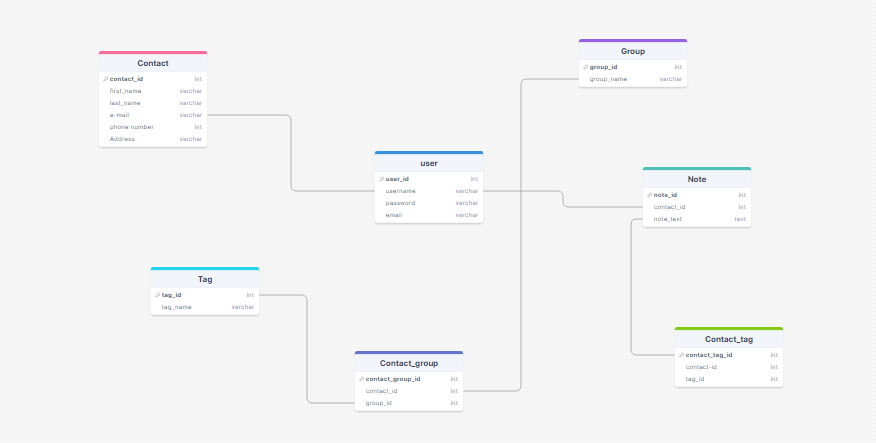 Contact
contact_id int
first_name varchar
last_name varchar
e-mail varchar
phone number int
Address varchar
Group
group_id int
group_name varchar
user
user_id int
username varchar
password varchar
email varchar
Note
note_id int
contact_id int
note_text text
Tag
tag_id int
tag_name varchar
Contact_group
contact_group_id int
contact_id int
group_id int
Contact_tag
contact_tag_id int
contact-id int
tag_id int